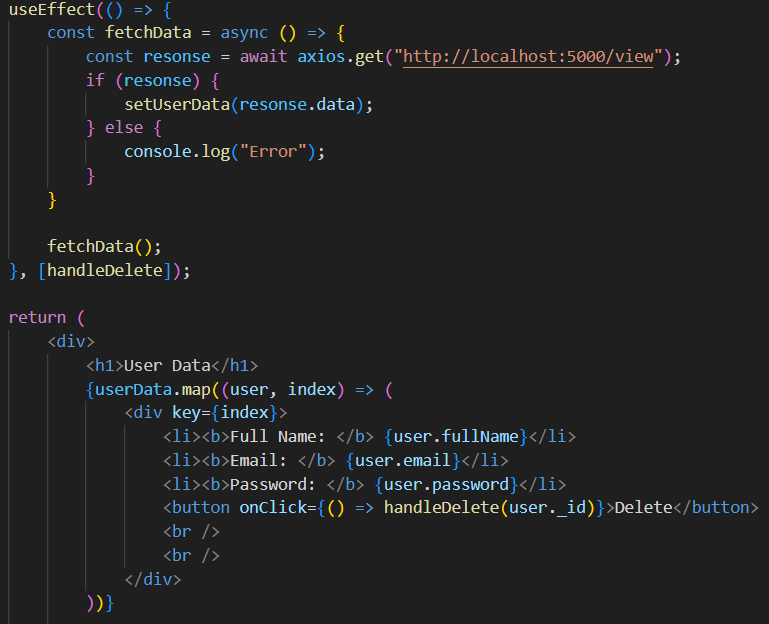 useEffect(() => {
const fetchData = async () => {
const resonse = await axios.get("http://localhost:5000/view");
if (resonse) {
setUserData(resonse.data);
} else {
console.log("Error");
}
}
fetchData();
}, [handleDelete]);
return (
<div>
<h1>User Data</h1>
{userData.map((user, index) => (
<div key={index}>
<li><b>Full Name: </b> {user.fullName}</li>
<li><b>Email: </b> {user.email}</li>
<li><b>Password: </b> {user.password}</li>
<button onClick={() => handleDelete(user._id)}>Delete</button>
<br />
<br />
</div>
))}